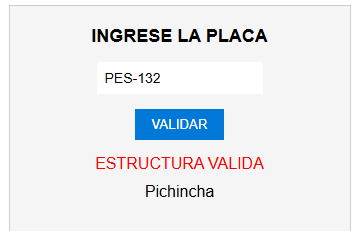 INGRESE LA PLACA
PES-132
VALIDAR
ESTRUCTURA VALIDA
Pichincha